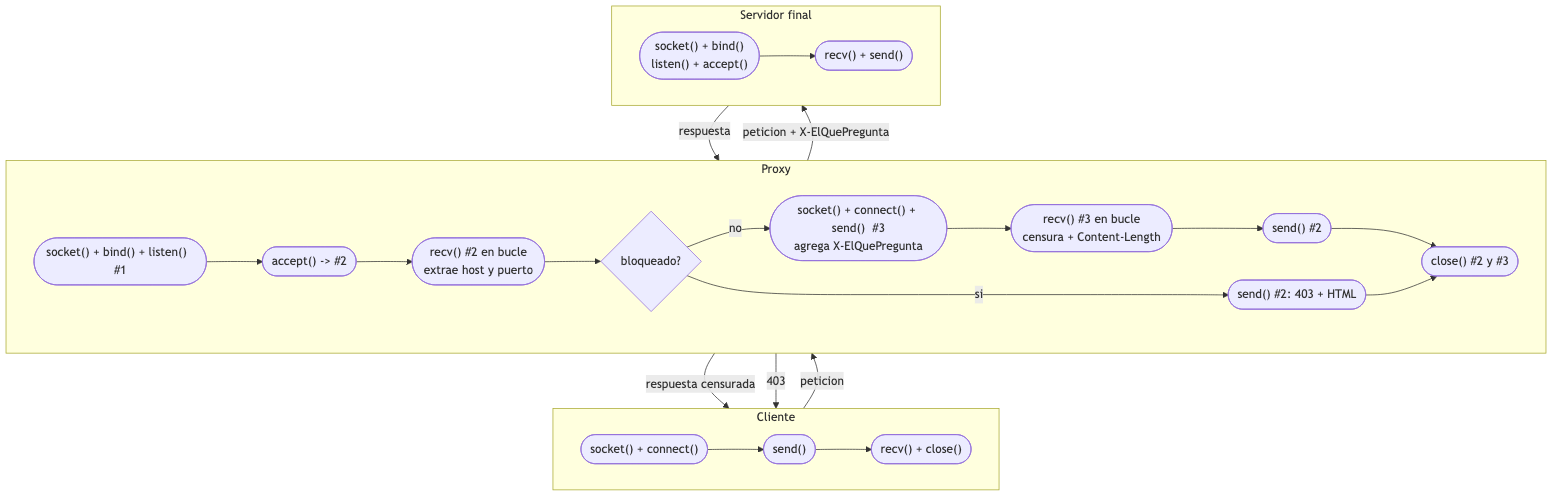 Servidor final
socket() + bind()
listen() + accept()
recv() + send()
respuesta
peticion + X-ElQuePregunta
Proxy
socket() + bind() + listen()
#1
accept() -> #2
recv() #2 en bucle
extrae host y puerto
bloqueado?
no
socket() + connect() +
send() #3
agrega X-ElQuePregunta
recv() #3 en bucle
censura + Content-Length
send() #2
si
send() #2: 403 + HTML
close() #2 y #3
respuesta censurada
403
peticion
Cliente
socket() + connect()
send()
recv() + close()